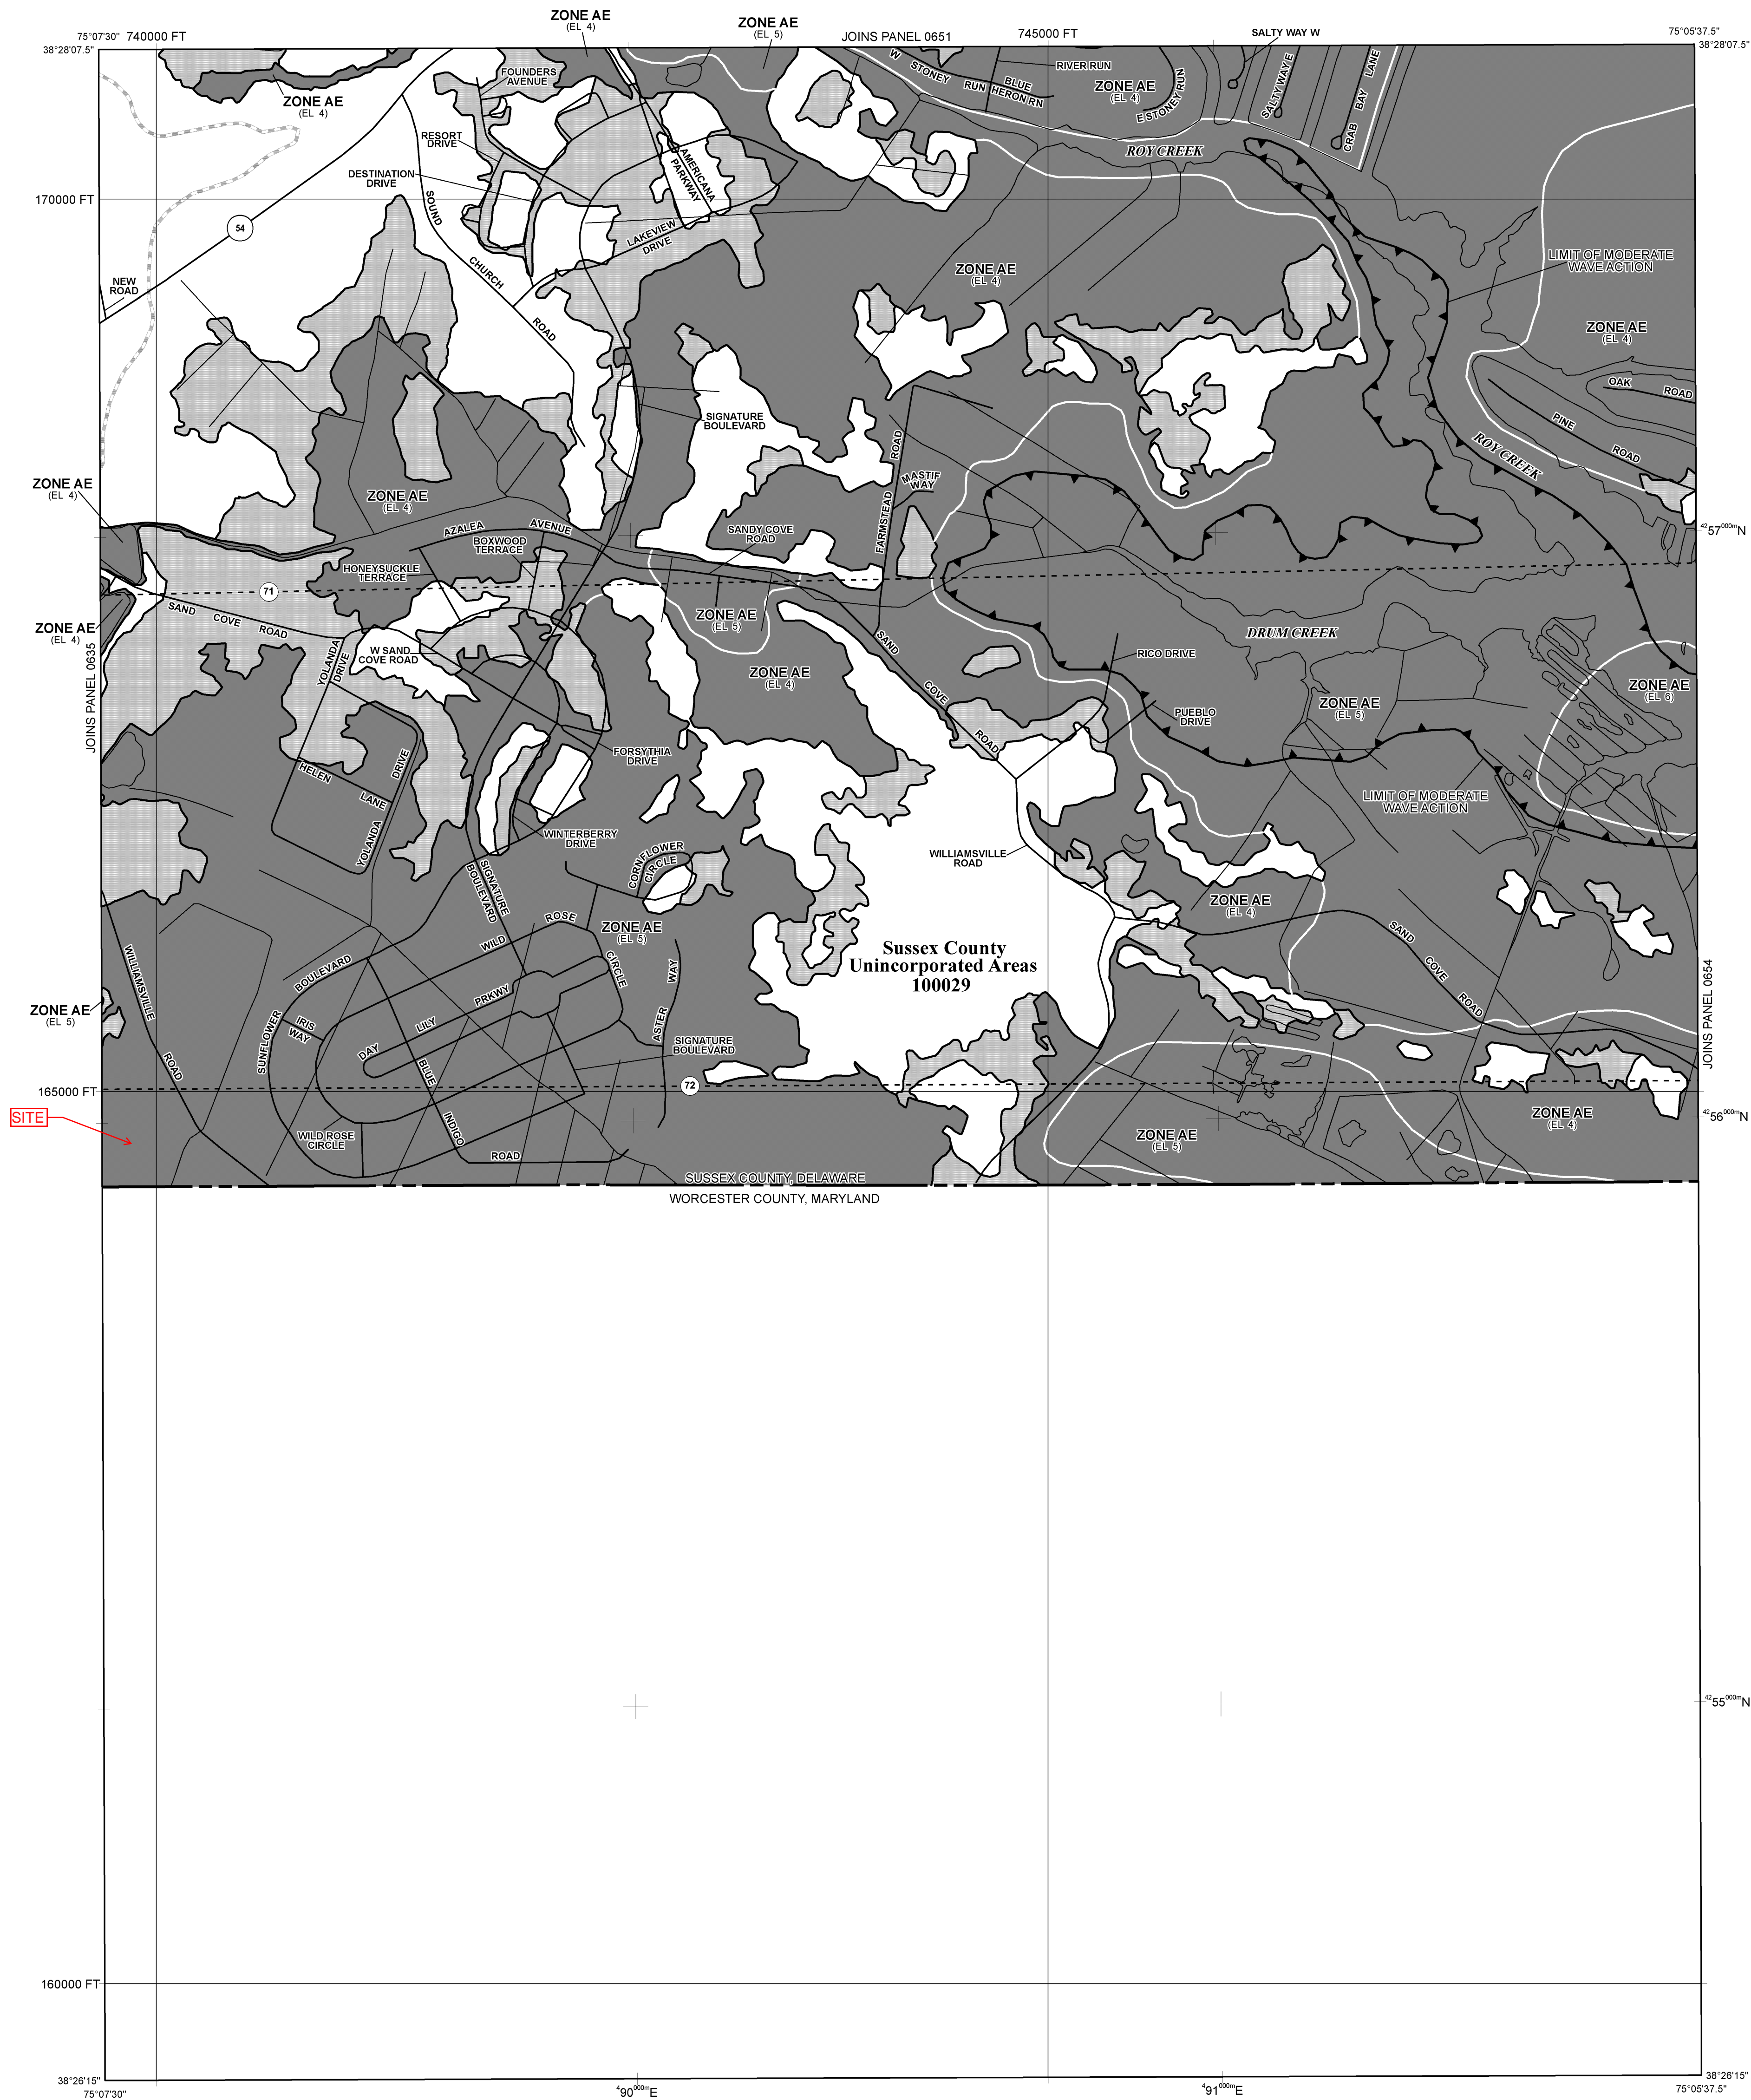 ZONE AE
(EL 4)
ZONE AE
(EL 5)
75°07'30"
740000 FT
JOINS PANEL 0651
745000 FT
SALTY WAY W
75°05'37.5"
38°28'07.5"
38°28'07.5"
FOUNDERS
AVENUE
W STONEY RUN
RIVER RUN
BLUE
HERON RN
ZONE AE
(EL 4)
E STONEY RUN
SALTY WAY E
CRAB BAY LANE
ZONE AE
(EL 4)
RESORT
DRIVE
AMERICANA
PARKWAY
ROY CREEK
DESTINATION
DRIVE
170000 FT
SOUND CHURCH ROAD
54
LAKEVIEW
DRIVE
LIMIT OF MODERATE
WAVE ACTION
ZONE AE
(EL 4)
NEW
ROAD
ZONE AE
(EL 4)
OAK ROAD
PINE ROAD
SIGNATURE
BOULEVARD
ROY CREEK
FARMSTEAD ROAD
MASTIF
WAY
ZONE AE
(EL 4)
ZONE AE
(EL 4)
AZALEA AVENUE
SANDY COVE
ROAD
4257000mN
BOXWOOD
TERRACE
HONEYSUCKLE
TERRACE
71
SAND COVE ROAD
ZONE AE
(EL 5)
ZONE AE
(EL 4)
DRUM CREEK
JOINS PANEL 0635
YOLANDA
DRIVE
W SAND
COVE ROAD
SAND COVE ROAD
RICO DRIVE
ZONE AE
(EL 4)
ZONE AE
(EL 6)
ZONE AE
(EL 5)
PUEBLO
DRIVE
FORSYTHIA
DRIVE
HELEN LANE
YOLANDA DRIVE
LIMIT OF MODERATE
WAVE ACTION
WINTERBERRY
DRIVE
CORNFLOWER
CIRCLE
WILLIAMSVILLE
ROAD
SIGNATURE
BOULEVARD
ZONE AE
(EL 4)
ZONE AE
(EL 5)
WILD ROSE CIRCLE
SAND COVE ROAD
Sussex County
Unincorporated Areas
100029
WILLIAMSVILLE ROAD
SUNFLOWER BOULEVARD
DAY LILY PRKWY
ASTER WAY
JOINS PANEL 0654
ZONE AE
(EL 5)
IRIS
WAY
SIGNATURE
BOULEVARD
BLUE INDIGO ROAD
72
165000 FT
SITE
ZONE AE
(EL 4)
4256000mN
WILD ROSE
CIRCLE
ZONE AE
(EL 5)
SUSSEX COUNTY, DELAWARE
WORCESTER COUNTY, MARYLAND
4255000mN
160000 FT
38°26'15"
38°26'15"
75°07'30"
490000mE
491000mE
75°05'37.5"